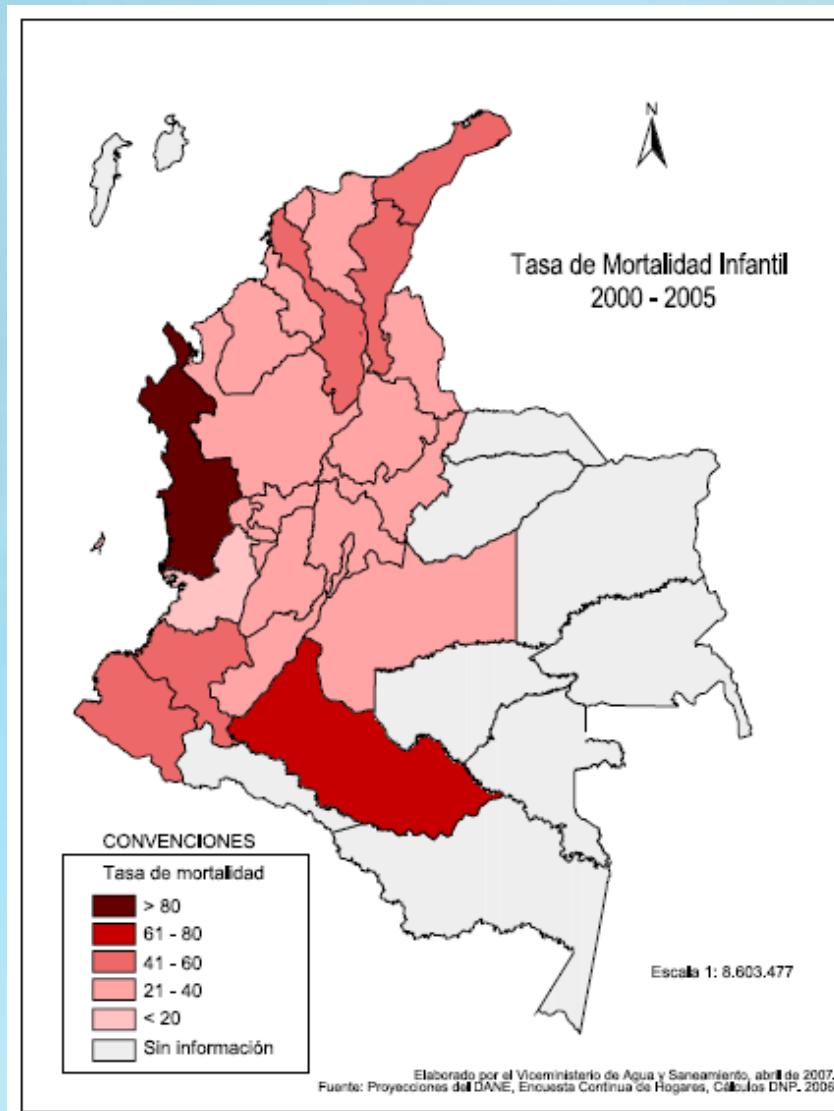 N
Tasa de Mortalidad Infantil
2000 - 2005
CONVENCIONES
Tasa de mortalidad
> 80
61 - 80
41 - 60
21 - 40
< 20
Sin información
Escala 1: 8.603.477
Elaborado por el Viceministerio de Agua y Saneamiento, abril de 2007.
Fuente: Proyecciones del DANE, Encuesta Continua de Hogares, Cálculos DNP. 2006